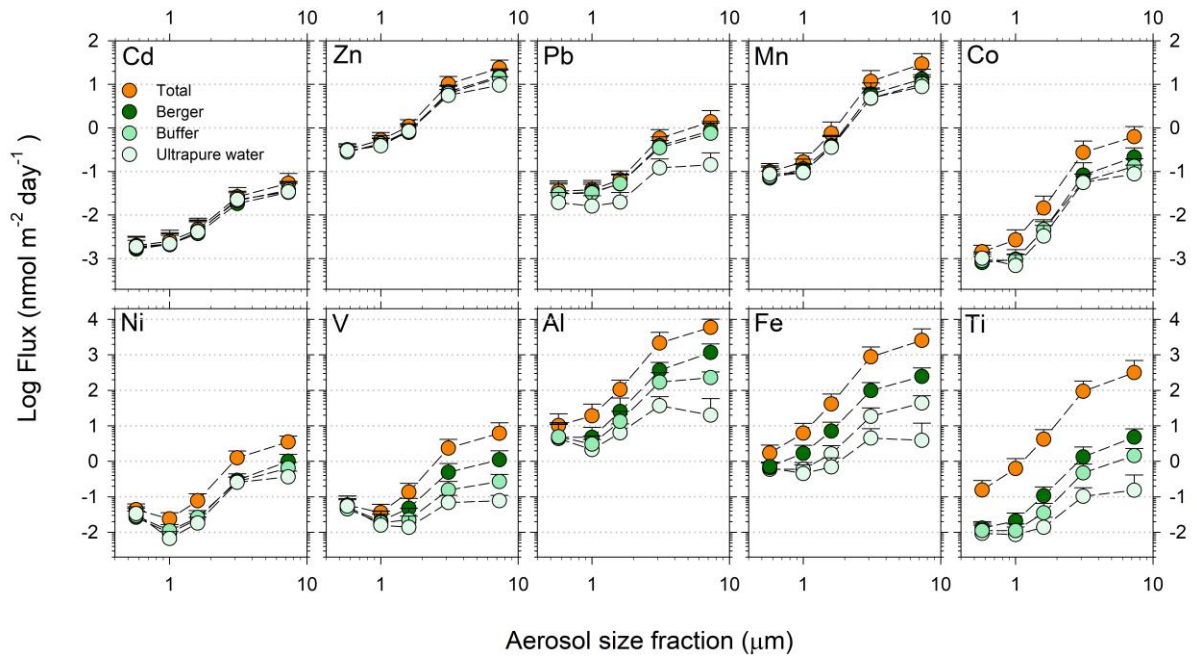 1 10 1 10 1 10 1 10 1 10
Log Flux (nmol m⁻² day⁻¹)
Cd Zn Pb Mn Co
Total
Berger
Buffer
Ultrapure water
2 2
1 1
0 0
-1 -1
-2 -2
-3 -3
Ni V Al Fe Ti
4 4
3 3
2 2
1 1
0 0
-1 -1
-2 -2
1 10 1 10 1 10 1 10 1 10
Aerosol size fraction (μm)